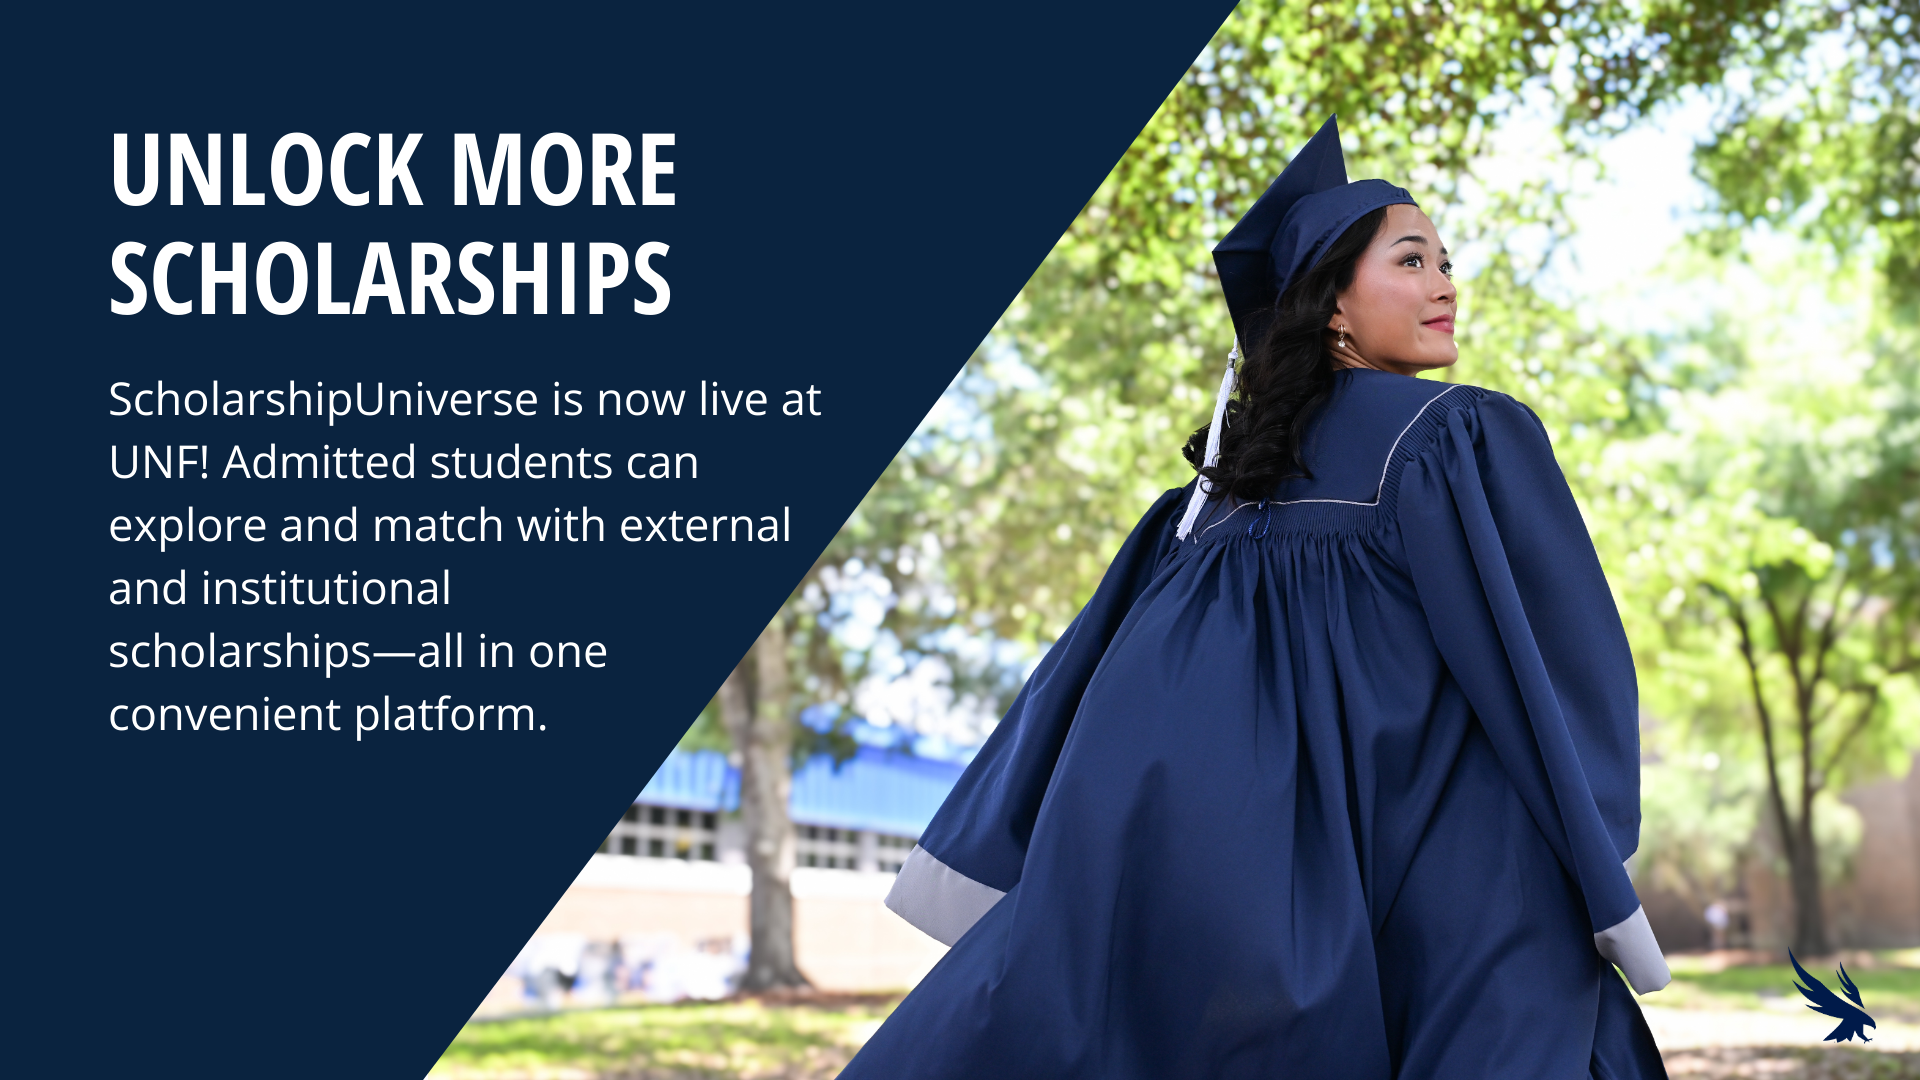 UNLOCK MORE
SCHOLARSHIPS
ScholarshipUniverse is now live at
UNF! Admitted students can
explore and match with external
and institutional
scholarships—all in one
convenient platform.